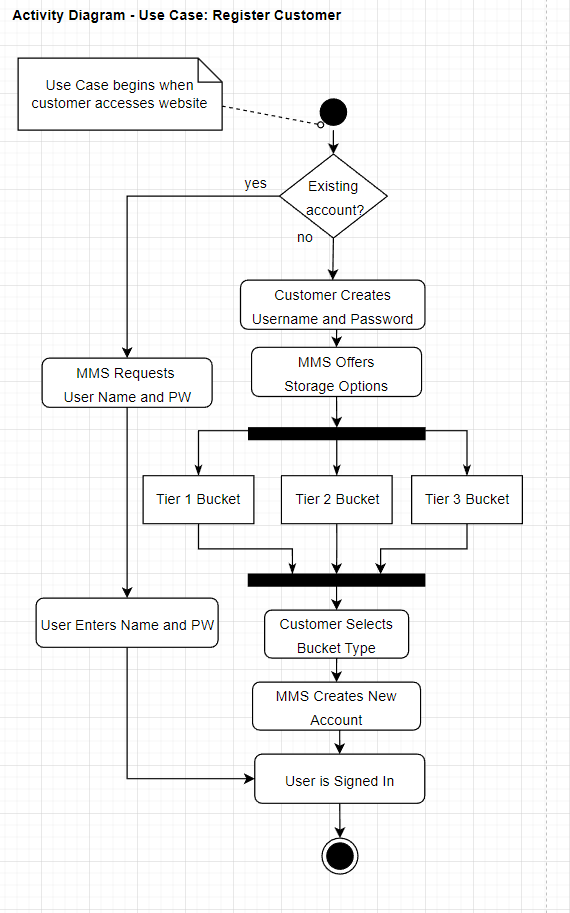 Activity Diagram - Use Case: Register Customer
Use Case begins when
customer accesses website
yes
Existing
account?
no
Customer Creates
Username and Password
MMS Requests
User Name and PW
MMS Offers
Storage Options
Tier 1 Bucket
Tier 2 Bucket
Tier 3 Bucket
User Enters Name and PW
Customer Selects
Bucket Type
MMS Creates New
Account
User is Signed In